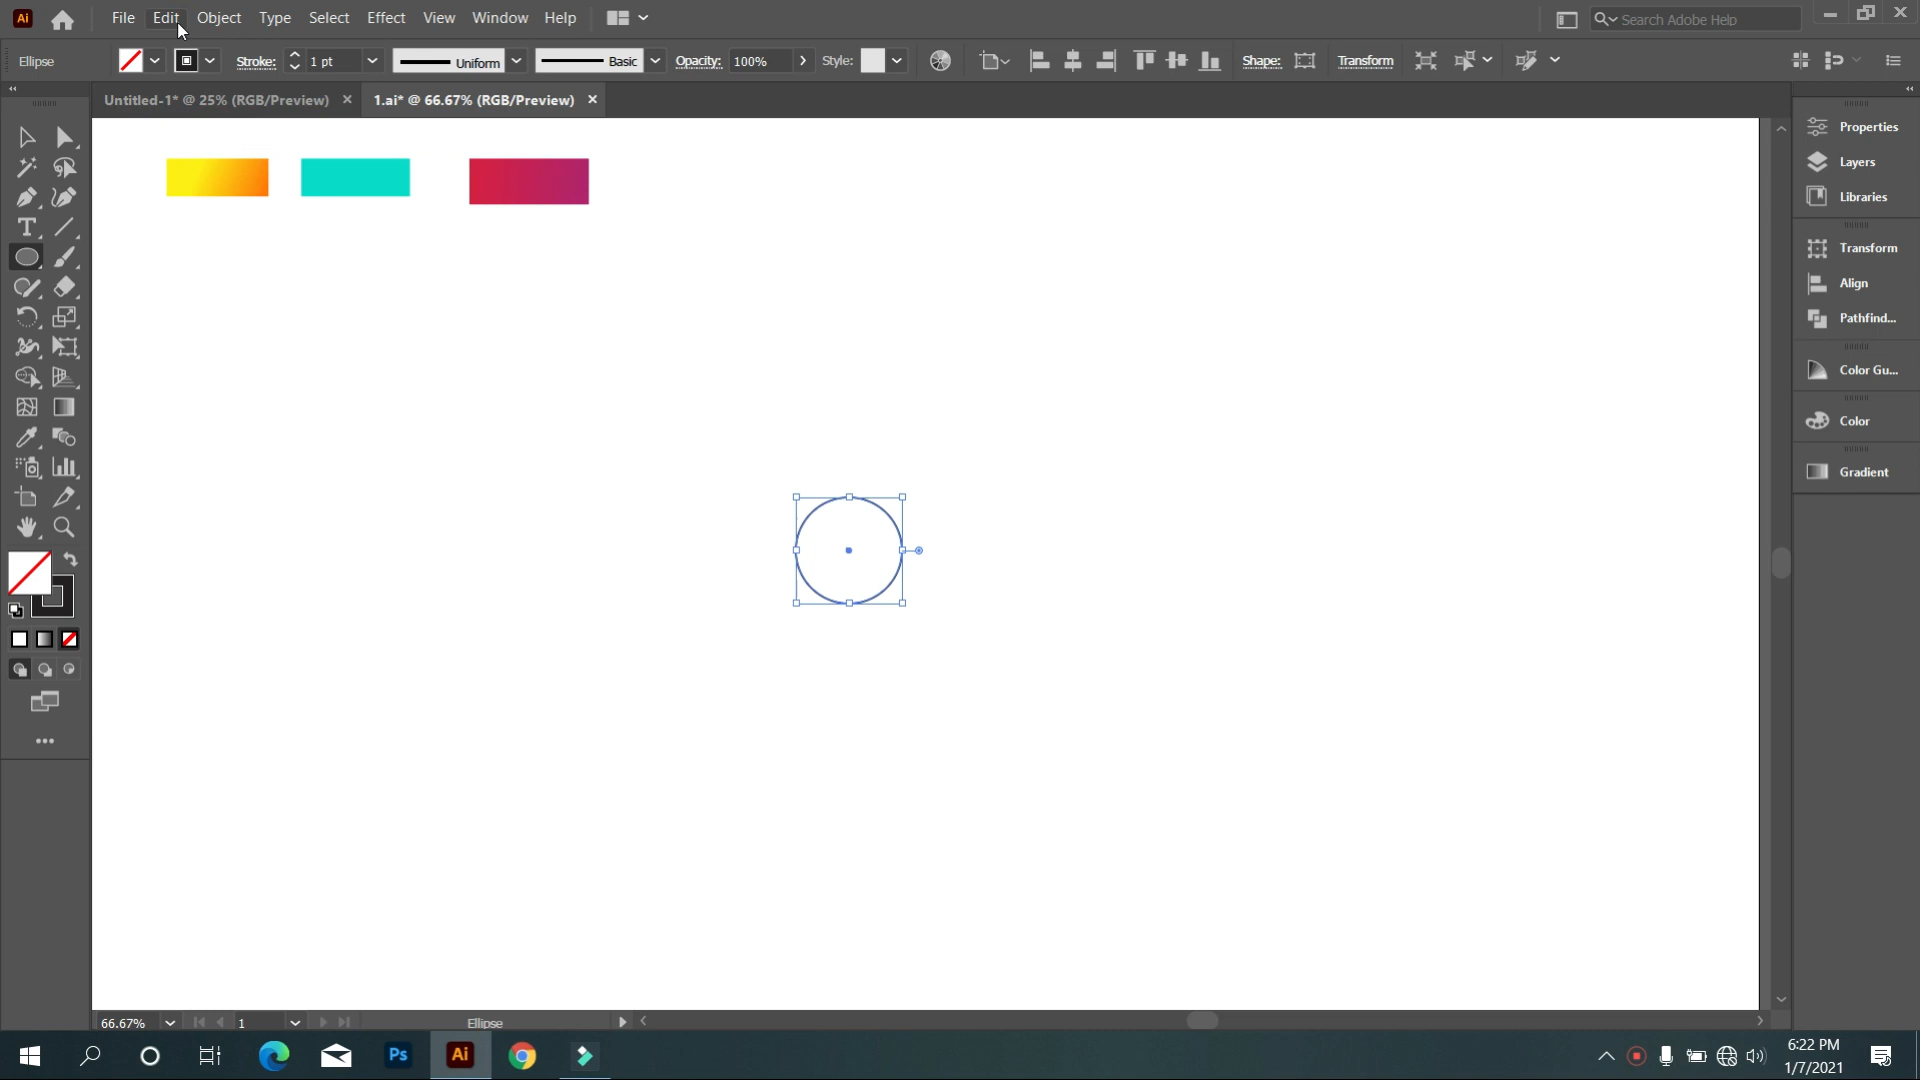 Ai File Edit Object Type Select Effect View Window Help Search Adobe Help
Ellipse Stroke: 1 pt Uniform Basic Opacity: 100% Style: Shape: Transform
Untitled-1* @ 25% (RGB/Preview) × 1.ai* @ 66.67% (RGB/Preview) ×
Properties
Layers
Libraries
Transform
Align
Pathfind...
Color Gu...
Color
Gradient
66.67% 1 Ellipse
Ps Ai
6:22 PM
1/7/2021